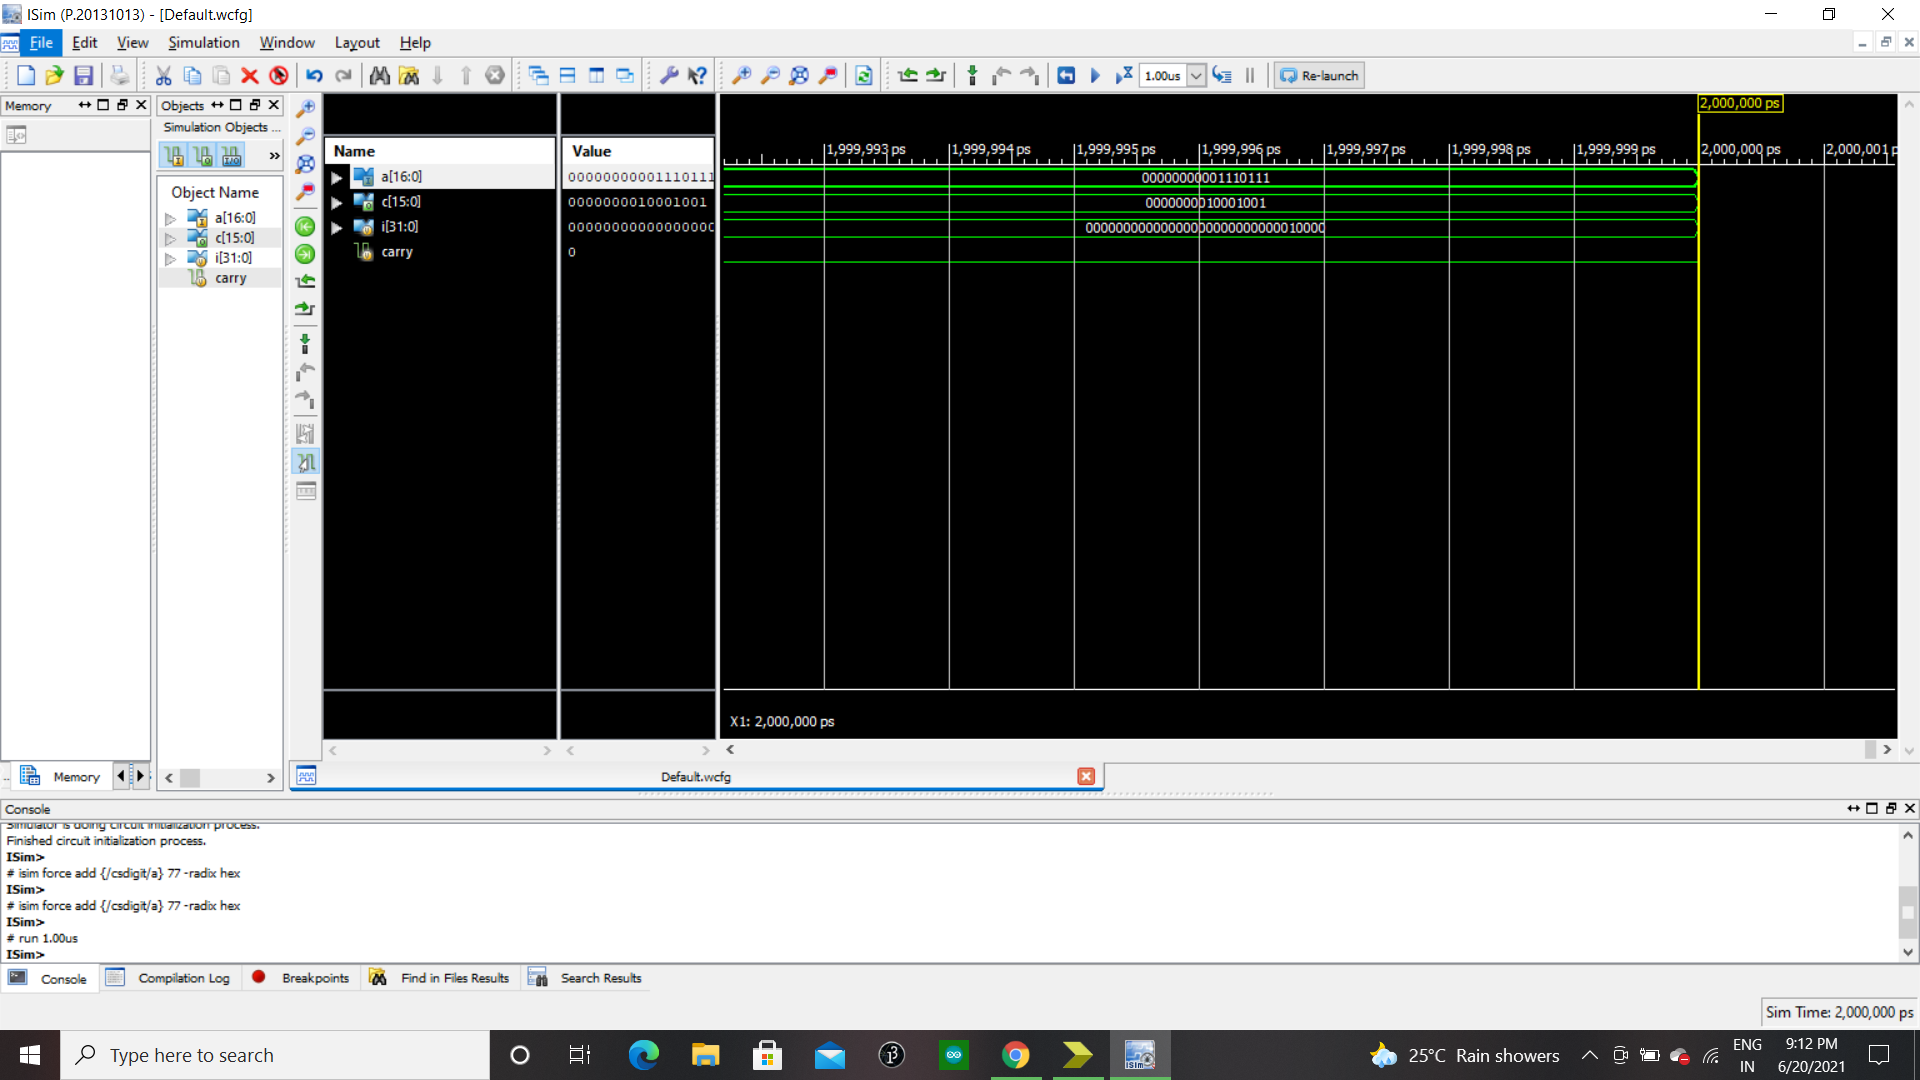 ISim (P.20131013) - [Default.wcfg]
File Edit View Simulation Window Layout Help
1.00us Re-launch
Memory
Objects
Simulation Objects ...
Object Name
a[16:0]
c[15:0]
i[31:0]
carry
Name Value
a[16:0] 00000000001110111
c[15:0] 0000000010001001
i[31:0]
carry 0
2,000,000 ps
1,999,993 ps 1,999,994 ps 1,999,995 ps 1,999,996 ps 1,999,997 ps 1,999,998 ps 1,999,999 ps 2,000,000 ps 2,000,001 p
00000000001110111
0000000010001001
00000000000000000000000000010000
X1: 2,000,000 ps
Memory
Default.wcfg
Console
Simulator is doing circuit initialization process.
Finished circuit initialization process.
ISim>
# isim force add {/csdigit/a} 77 -radix hex
ISim>
# isim force add {/csdigit/a} 77 -radix hex
ISim>
# run 1.00us
ISim>
Console Compilation Log Breakpoints Find in Files Results Search Results
Sim Time: 2,000,000 ps
Type here to search
25°C Rain showers
ENG
IN
9:12 PM
6/20/2021